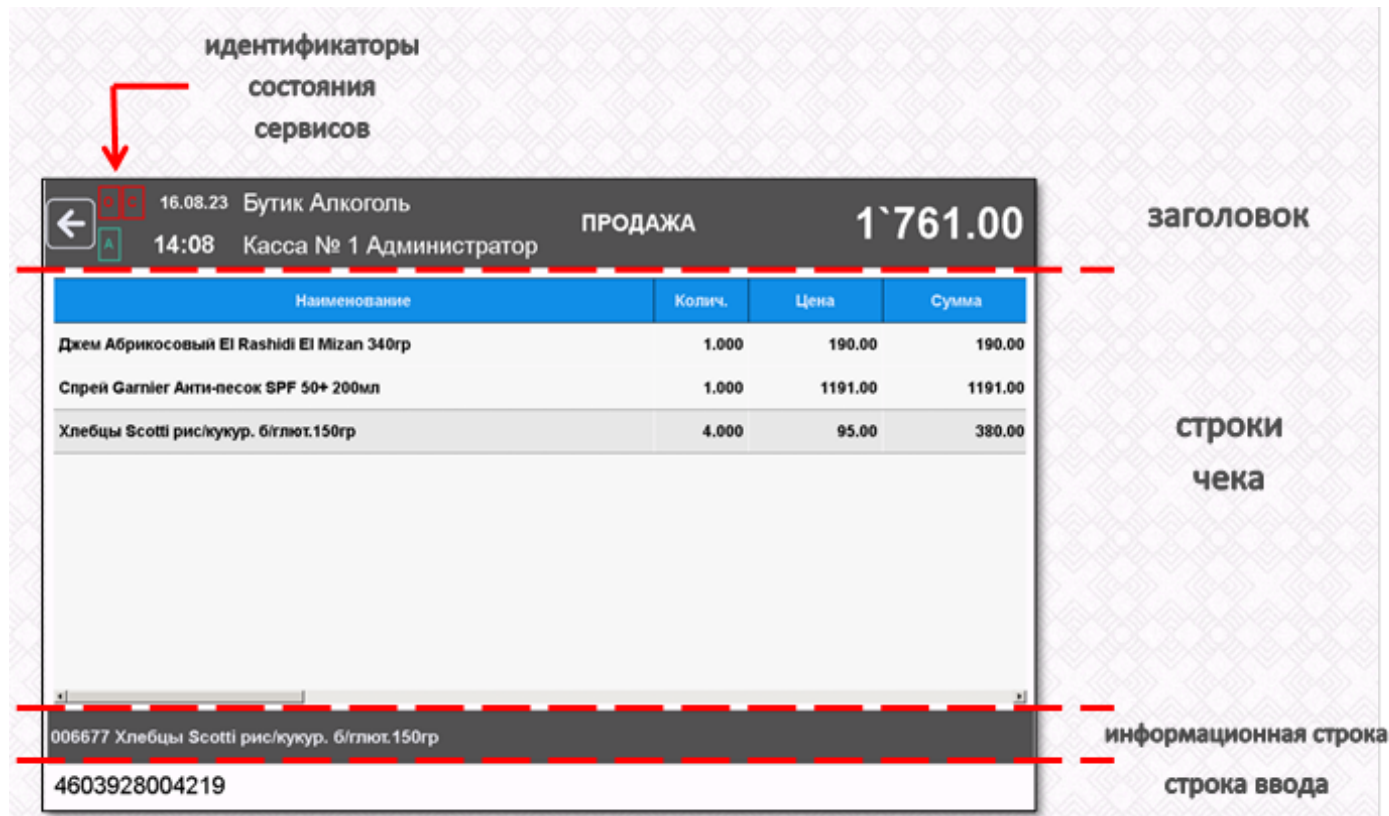 идентификаторы
состояния
сервисов
16.08.23 Бутик Алкоголь
14:08 Касса № 1 Администратор
ПРОДАЖА
1`761.00
A
заголовок
Наименование Колич. Цена Сумма
Джем Абрикосовый El Rashidi El Mizan 340гр 1.000 190.00 190.00
Спрей Garnier Анти-песок SPF 50+ 200мл 1.000 1191.00 1191.00
Хлебцы Scotti рис/кукур. б/глют.150гр 4.000 95.00 380.00
строки
чека
006677 Хлебцы Scotti рис/кукур. б/глют.150гр
информационная строка
4603928004219
строка ввода